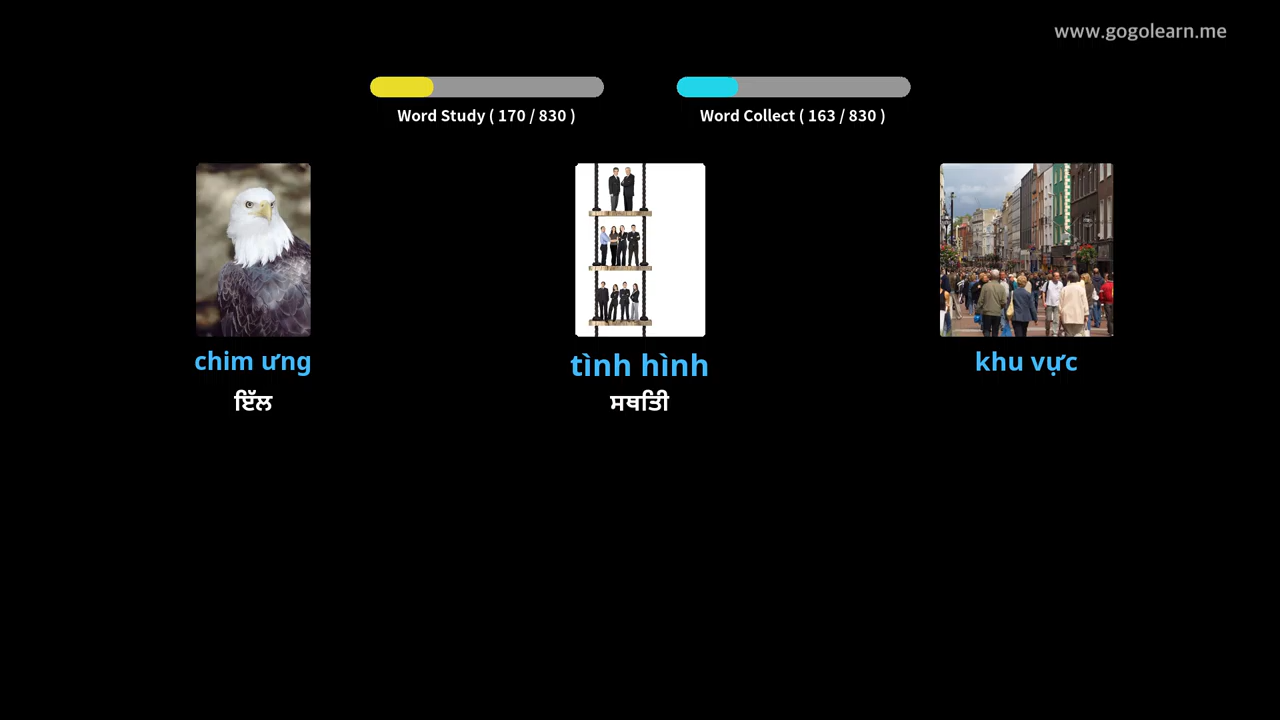 www.gogolearn.me
Word Study ( 170 / 830 )
Word Collect ( 163 / 830 )
chim ưng
tình hình
khu vực
ਇੱਲ
ਸਥਤਿੀ